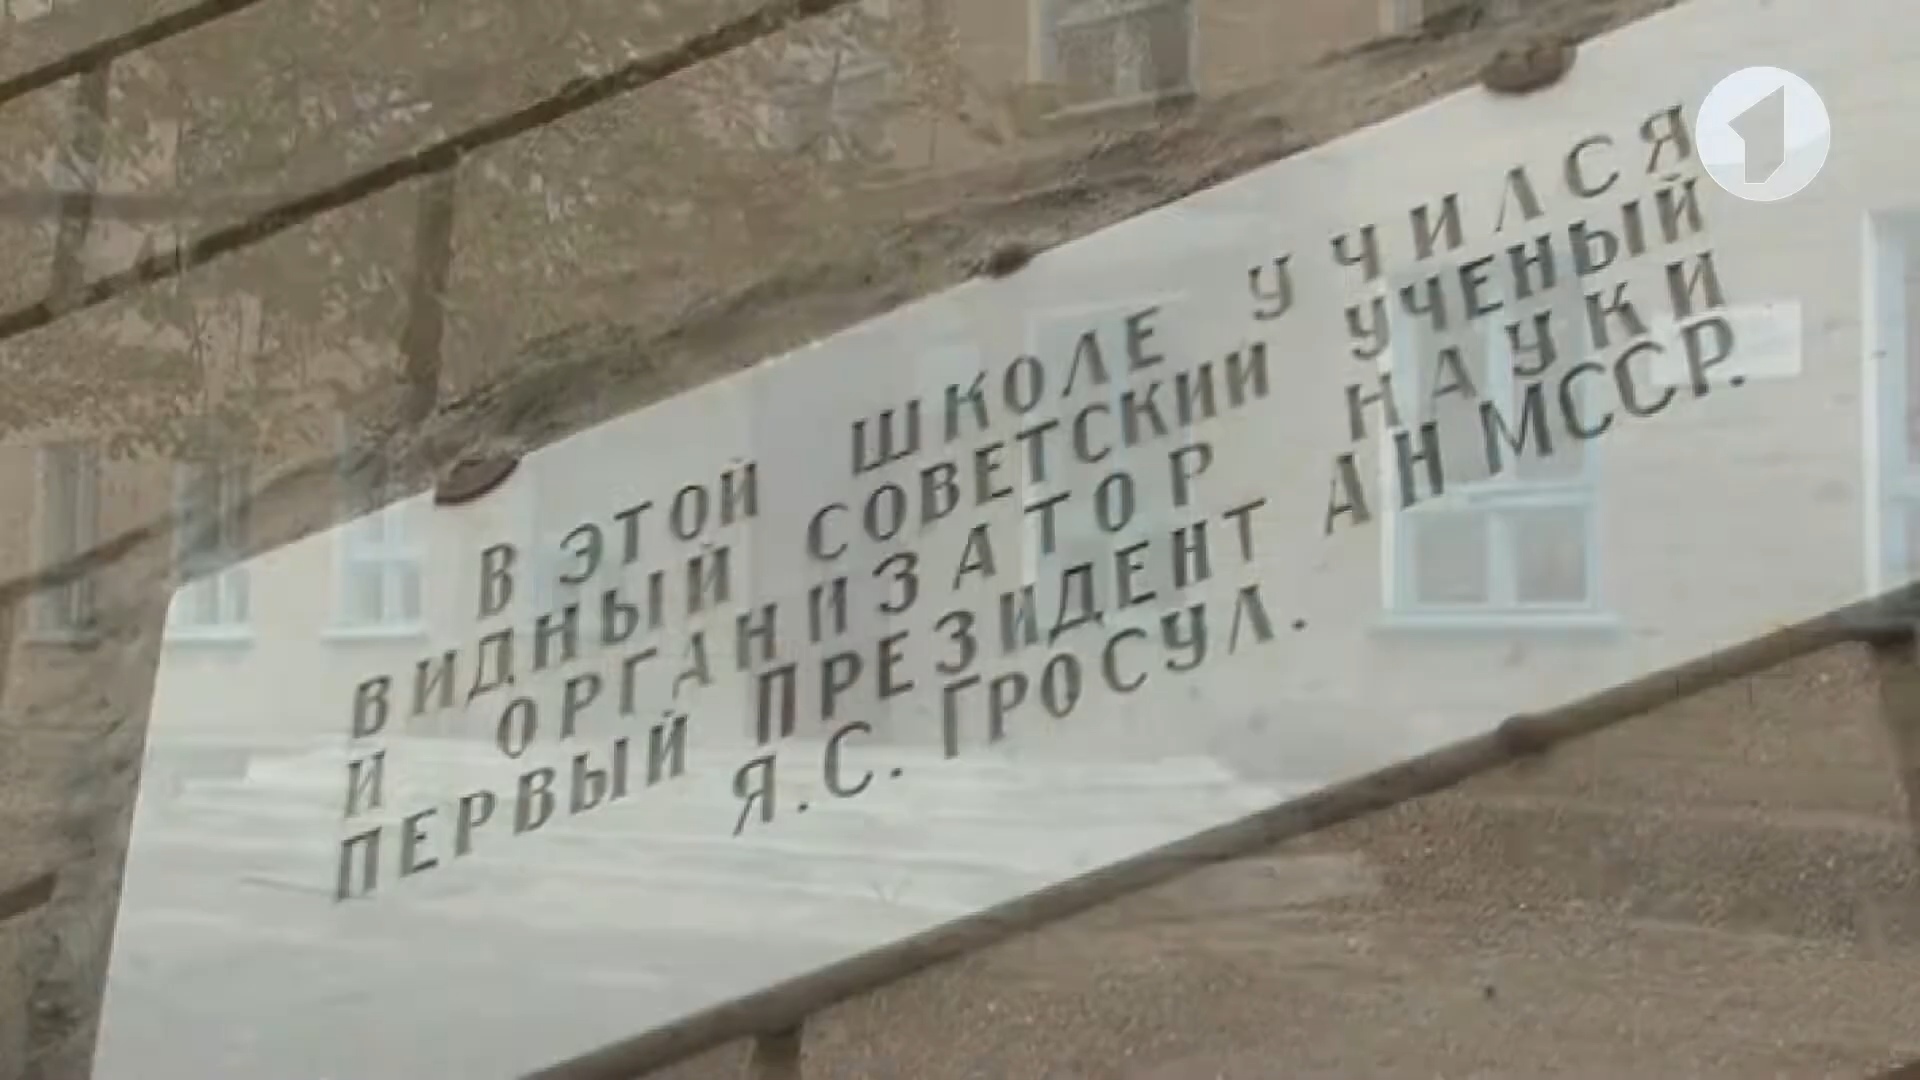 В ЭТОЙ ШКОЛЕ УЧИЛСЯ
ВИДНЫЙ СОВЕТСКИЙ УЧЕНЫЙ
И ОРГАНИЗАТОР НАУКИ
ПЕРВЫЙ ПРЕЗИДЕНТ АН МССР.
Я.С. ГРОСУЛ.